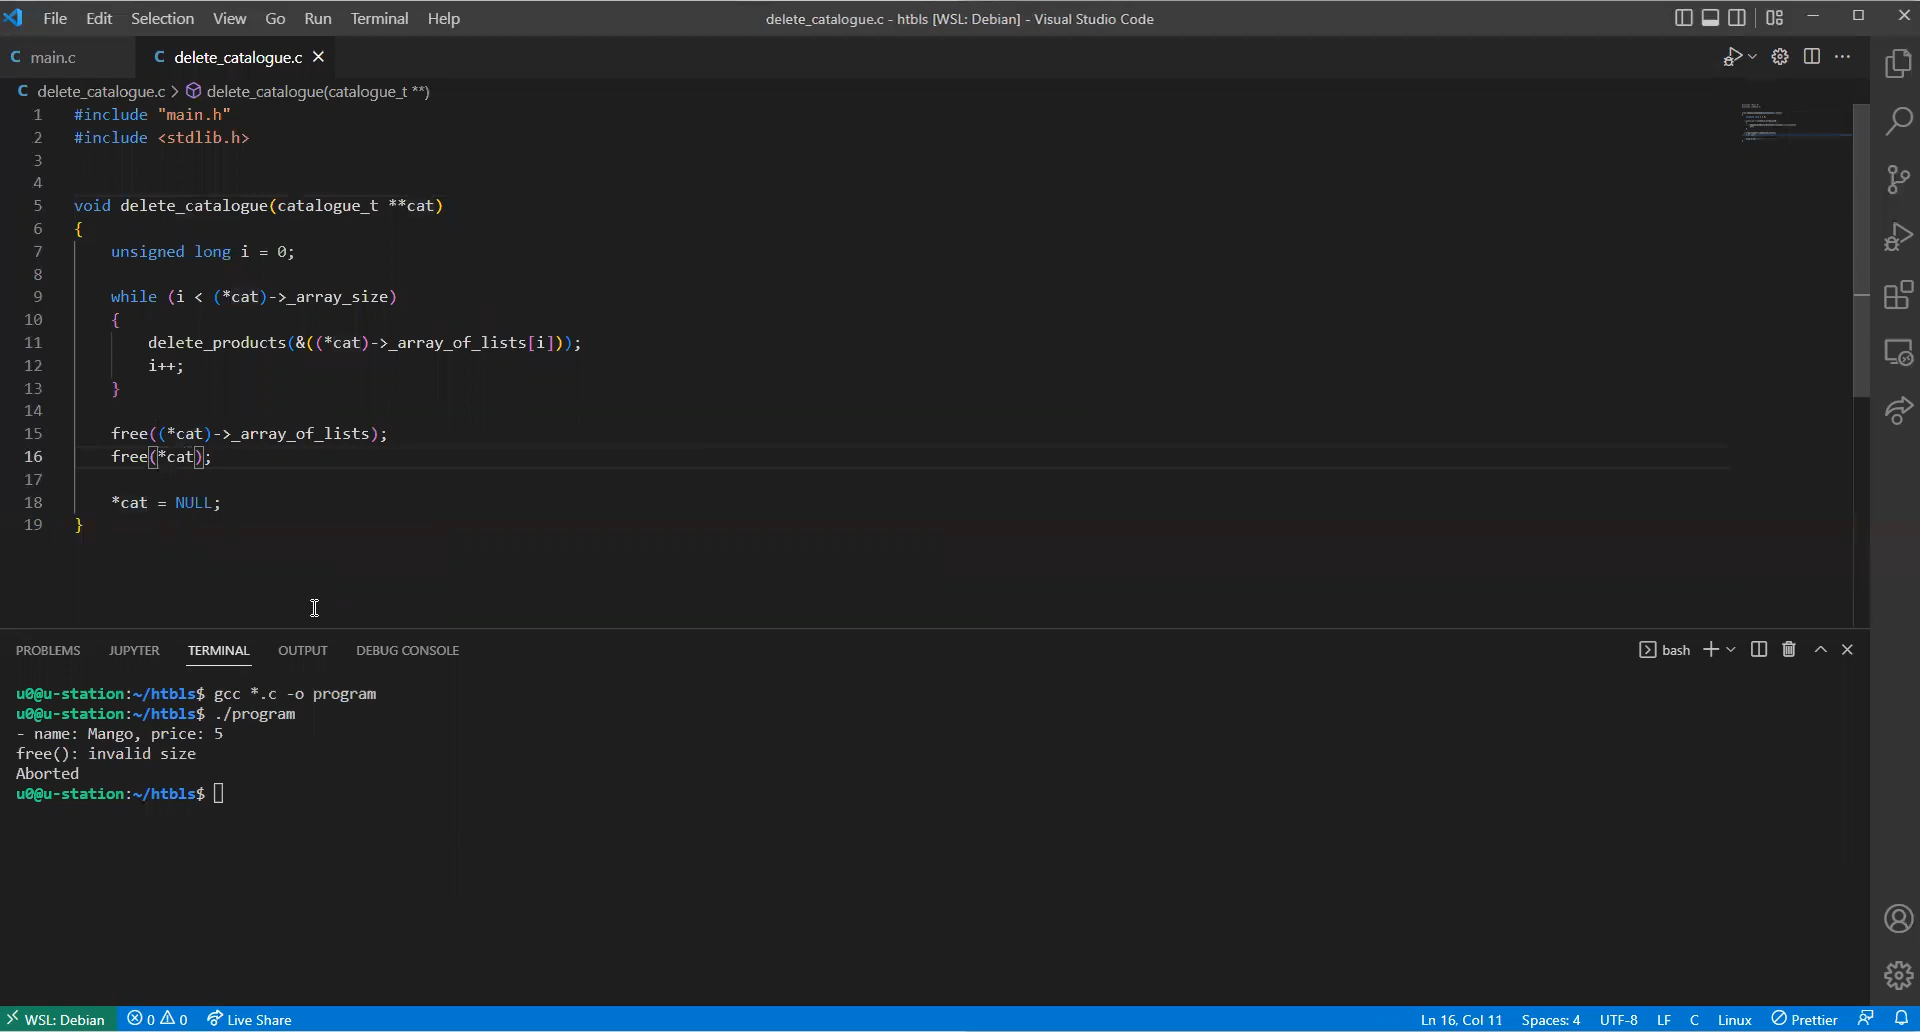 File Edit Selection View Go Run Terminal Help
delete_catalogue.c - htbls [WSL: Debian] - Visual Studio Code
C main.c
C delete_catalogue.c
C delete_catalogue.c > delete_catalogue(catalogue_t **)
1 #include "main.h"
2 #include <stdlib.h>
3
4
5 void delete_catalogue(catalogue_t **cat)
6 {
7 unsigned long i = 0;
8
9 while (i < (*cat)->_array_size)
10 {
11 delete_products(&((*cat)->_array_of_lists[i]));
12 i++;
13 }
14
15 free((*cat)->_array_of_lists);
16 free(*cat);
17
18 *cat = NULL;
19 }
PROBLEMS JUPYTER TERMINAL OUTPUT DEBUG CONSOLE
bash
u0@u-station:~/htbls$ gcc *.c -o program
u0@u-station:~/htbls$ ./program
- name: Mango, price: 5
free(): invalid size
Aborted
u0@u-station:~/htbls$
WSL: Debian 0 0 Live Share
Ln 16, Col 11 Spaces: 4 UTF-8 LF C Linux Prettier